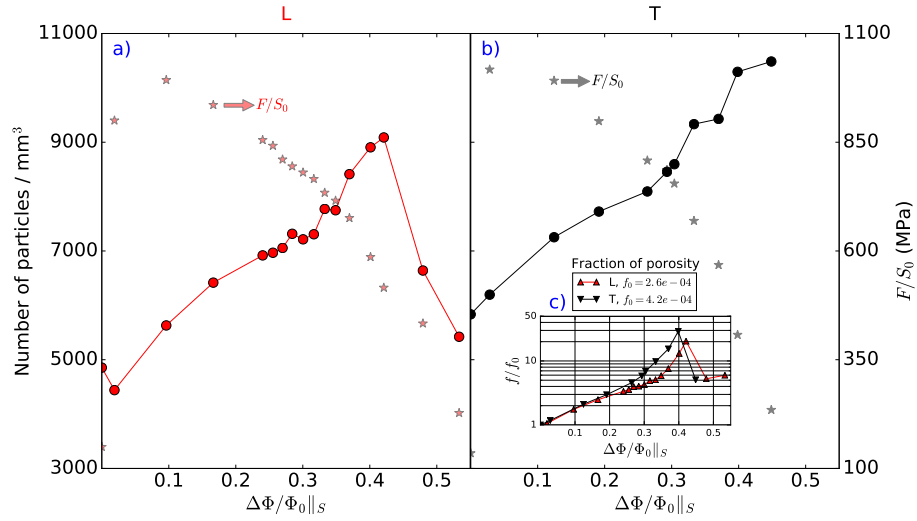 L
T
11000
9000
7000
5000
3000
Number of particles / mm³
a)
F/S₀
0.1
0.2
0.3
0.4
0.5
ΔΦ/Φ₀∥ₛ
b)
F/S₀
1100
850
600
350
100
F/S₀ (MPa)
0.1
0.2
0.3
0.4
0.5
ΔΦ/Φ₀∥ₛ
Fraction of porosity
L, f₀ = 2.6e − 04
T, f₀ = 4.2e − 04
c)
50
10
1
f/f₀
0.1
0.2
0.3
0.4
0.5
ΔΦ/Φ₀∥ₛ